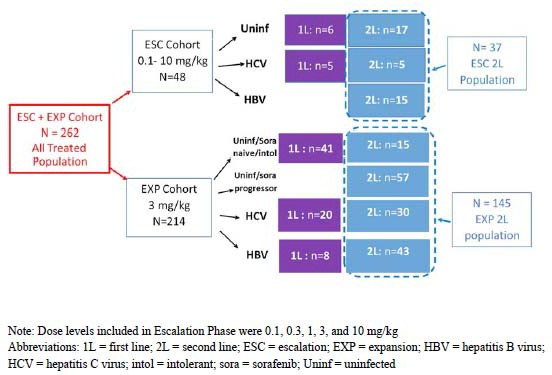 ESC + EXP Cohort
N = 262
All Treated
Population
ESC Cohort
0.1- 10 mg/kg
N=48
Uninf
HCV
HBV
1L: n=6
2L: n=17
1L: n=5
2L: n=5
2L: n=15
N= 37
ESC 2L
Population
EXP Cohort
3 mg/kg
N=214
Uninf/Sora
naive/intol
Uninf/sora
progressor
HCV
HBV
1L : n=41
2L: n=15
2L: n=57
1L : n=20
2L: n=30
1L : n=8
2L: n=43
N = 145
EXP 2L
population
Note: Dose levels included in Escalation Phase were 0.1, 0.3, 1, 3, and 10 mg/kg
Abbreviations: 1L = first line; 2L = second line; ESC = escalation; EXP = expansion; HBV = hepatitis B virus;
HCV = hepatitis C virus; intol = intolerant; sora = sorafenib; Uninf = uninfected